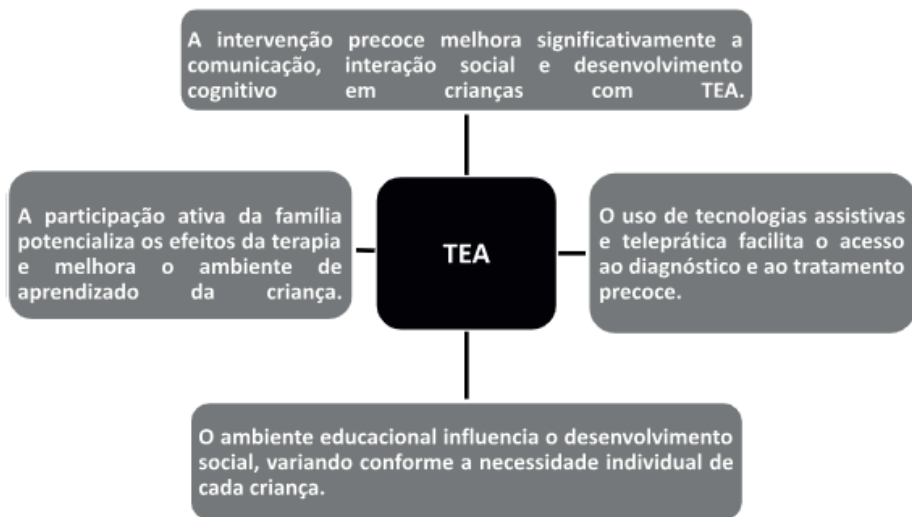 A intervenção precoce melhora significativamente a
comunicação, interação social e desenvolvimento
cognitivo em crianças com TEA.
A participação ativa da família
potencializa os efeitos da terapia
e melhora o ambiente de
aprendizado da criança.
TEA
O uso de tecnologias assistivas
e teleprática facilita o acesso
ao diagnóstico e ao tratamento
precoce.
O ambiente educacional influencia o desenvolvimento
social, variando conforme a necessidade individual de
cada criança.